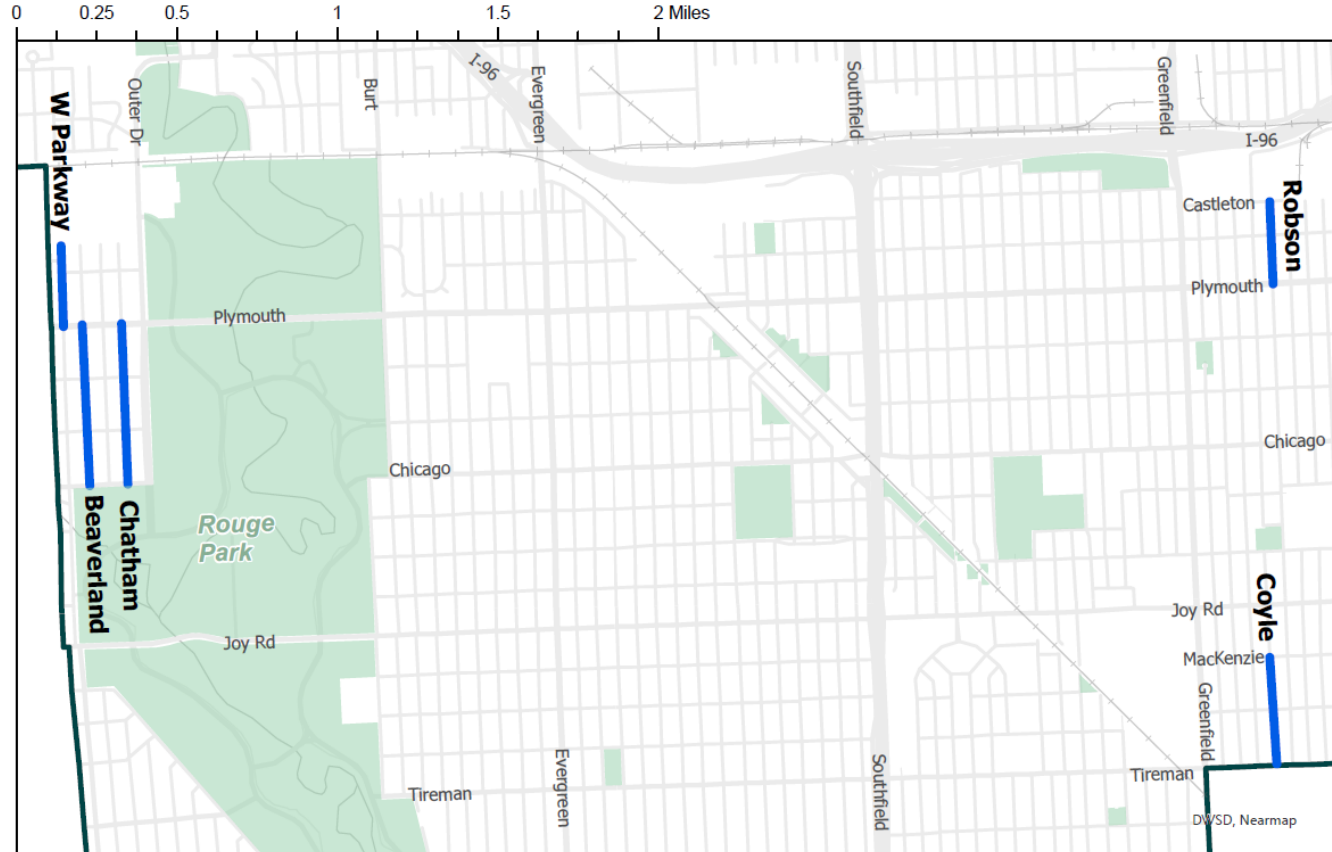 0 0.25 0.5 1 1.5 2 Miles
I-96
Evergreen
Burt
Outer Dr
Southfield
Greenfield
W Parkway
I-96
Castleton
Robson
Plymouth
Plymouth
Chicago
Chicago
Beaverland
Chatham
Rouge
Park
Joy Rd
Joy Rd
Coyle
MacKenzie
Greenfield
Evergreen
Southfield
Tireman
Tireman
DWSD, Nearmap